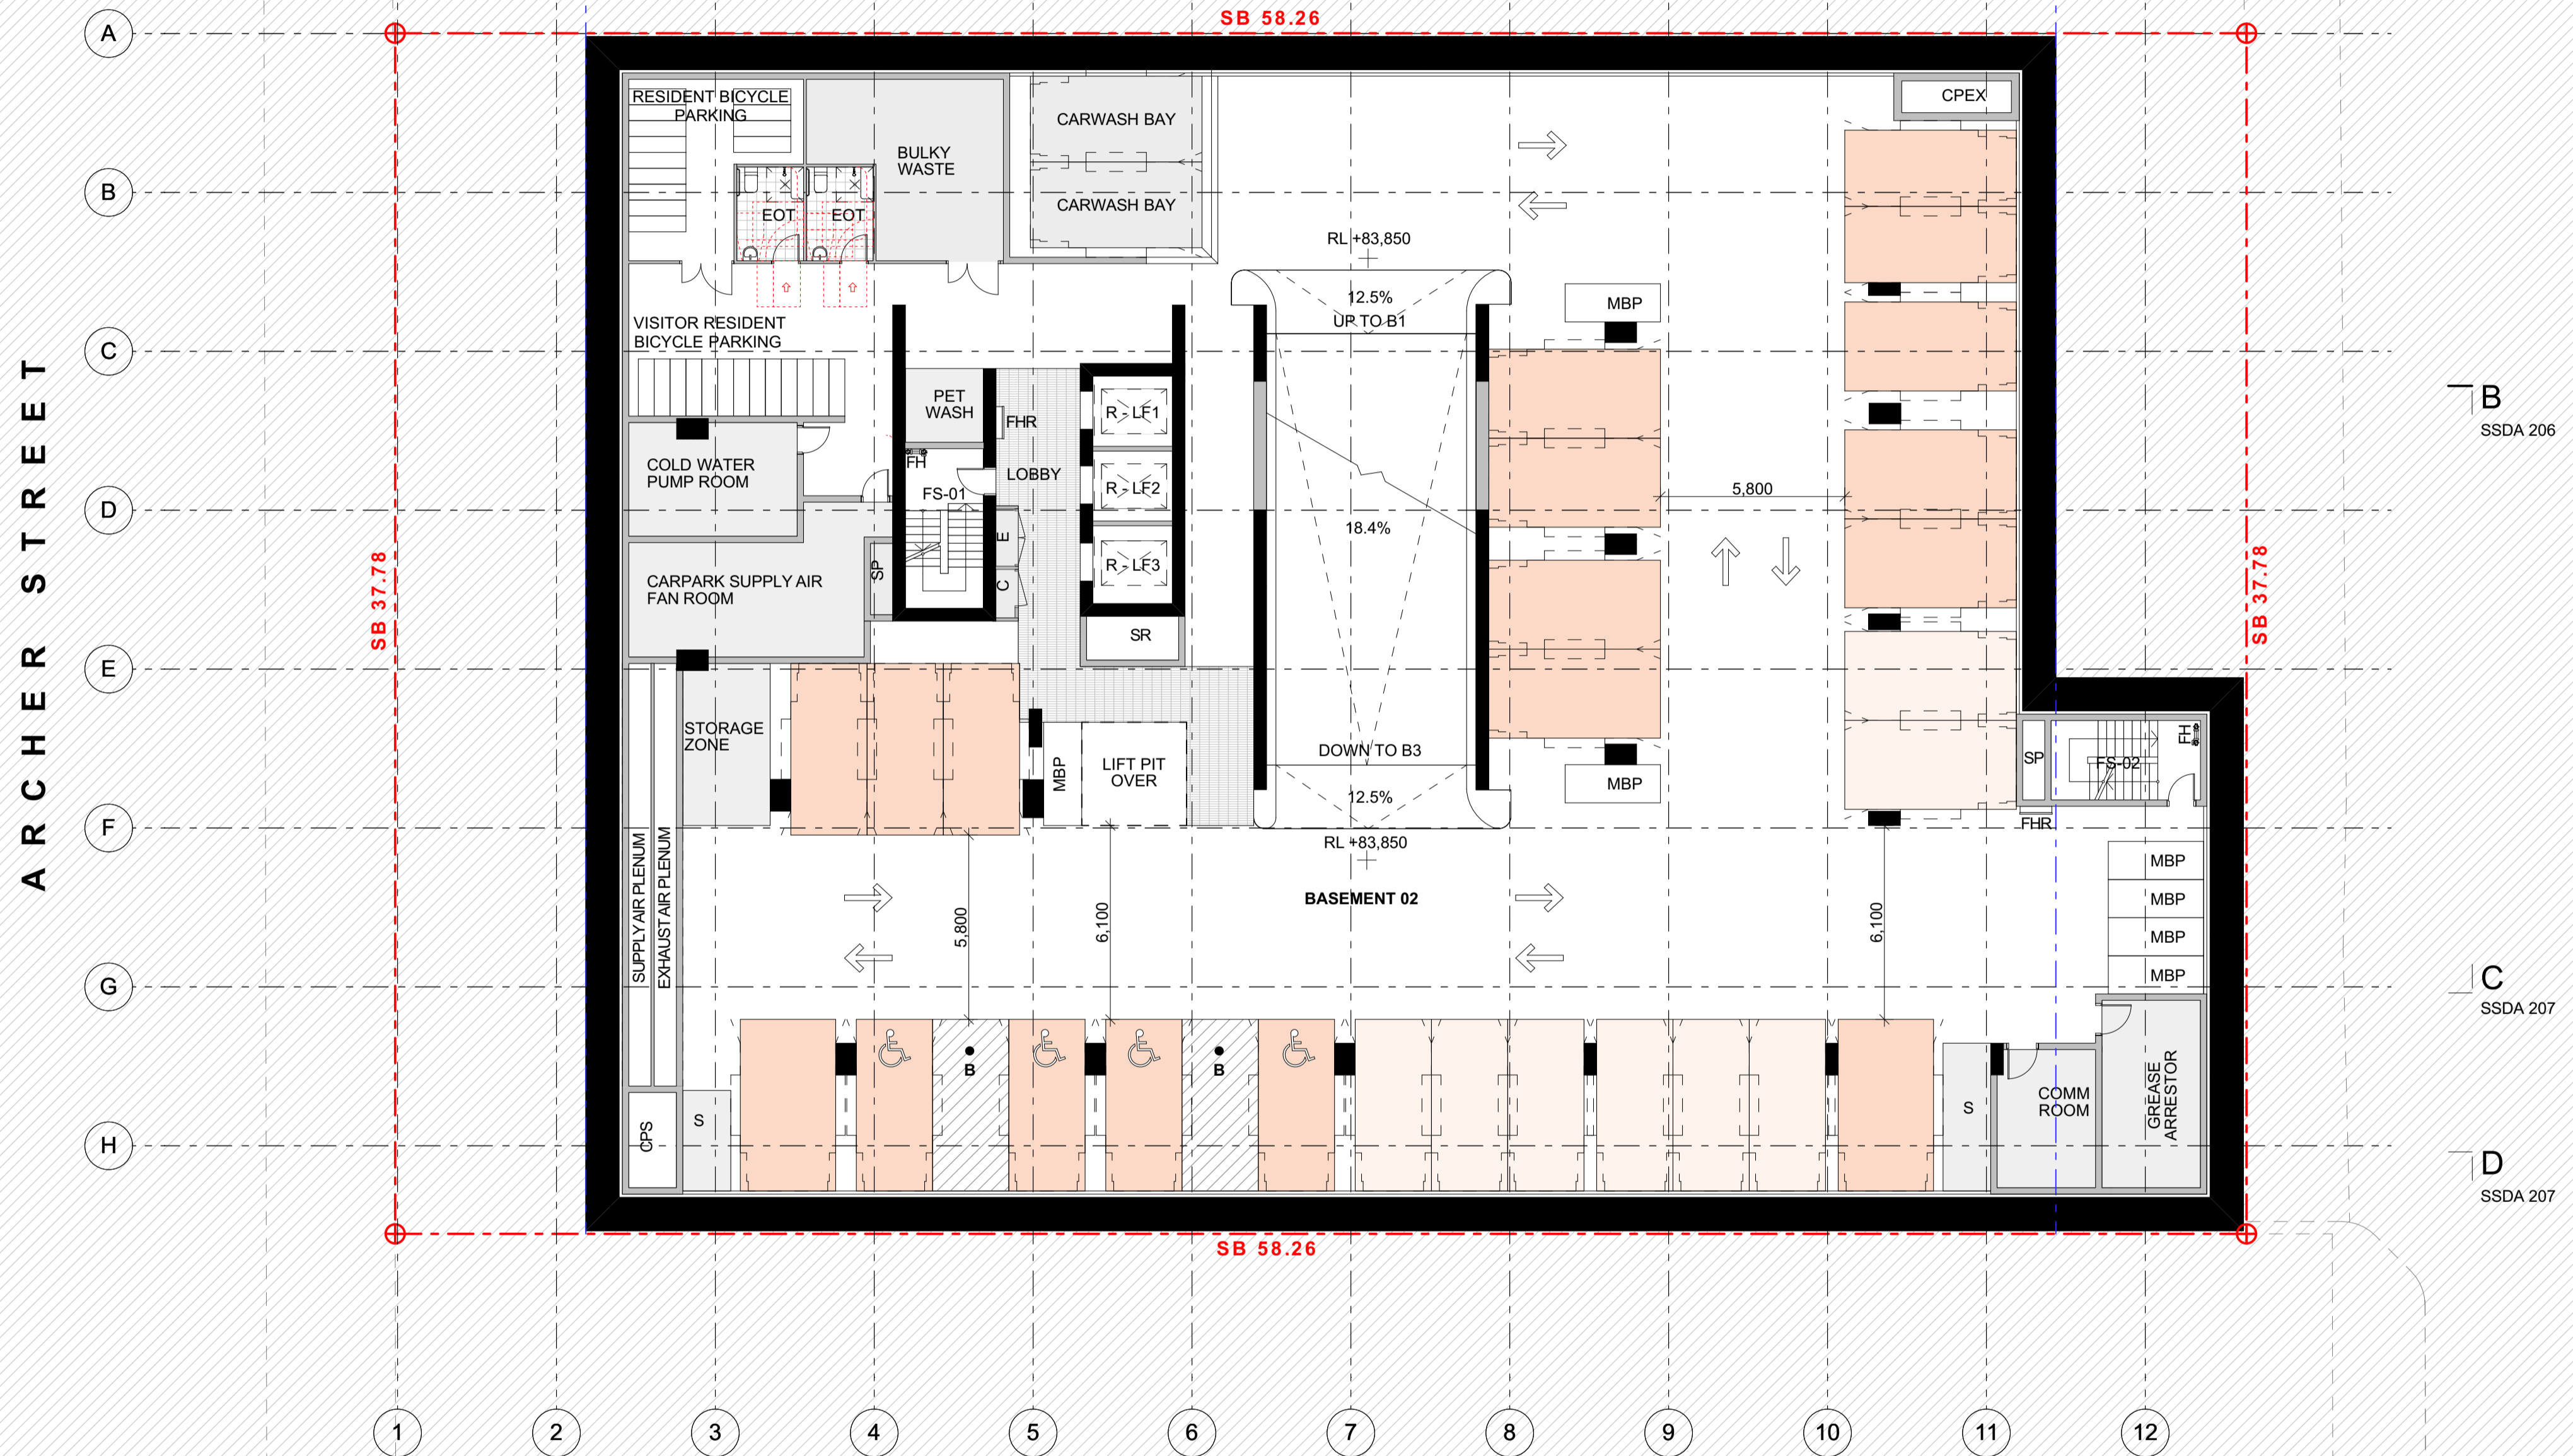 SB 58.26
A
RESIDENT BICYCLE
PARKING
CPEX
CARWASH BAY
BULKY
WASTE
B
CARWASH BAY
EOT
EOT
RL +83,850
12.5%
MBP
UP TO B1
VISITOR RESIDENT
BICYCLE PARKING
C
ARCHER STREET
PET
WASH
R - LF1
FHR
B
SSDA 206
COLD WATER
PUMP ROOM
FH
LOBBY
R - LF2
FS-01
5,800
D
18.4%
E
R - LF3
SP
CARPARK SUPPLY AIR
FAN ROOM
C
SB 37.78
SB 37.78
SR
E
STORAGE
ZONE
DOWN TO B3
MBP
LIFT PIT
OVER
MBP
SP
FS-02
FH
12.5%
FHR
F
RL +83,850
MBP
BASEMENT 02
MBP
SUPPLY AIR PLENUM
EXHAUST AIR PLENUM
5,800
6,100
6,100
MBP
MBP
G
C
SSDA 207
B
B
COMM
ROOM
GREASE
ARRESTOR
S
S
CPS
H
D
SSDA 207
SB 58.26
1
2
3
4
5
6
7
8
9
10
11
12